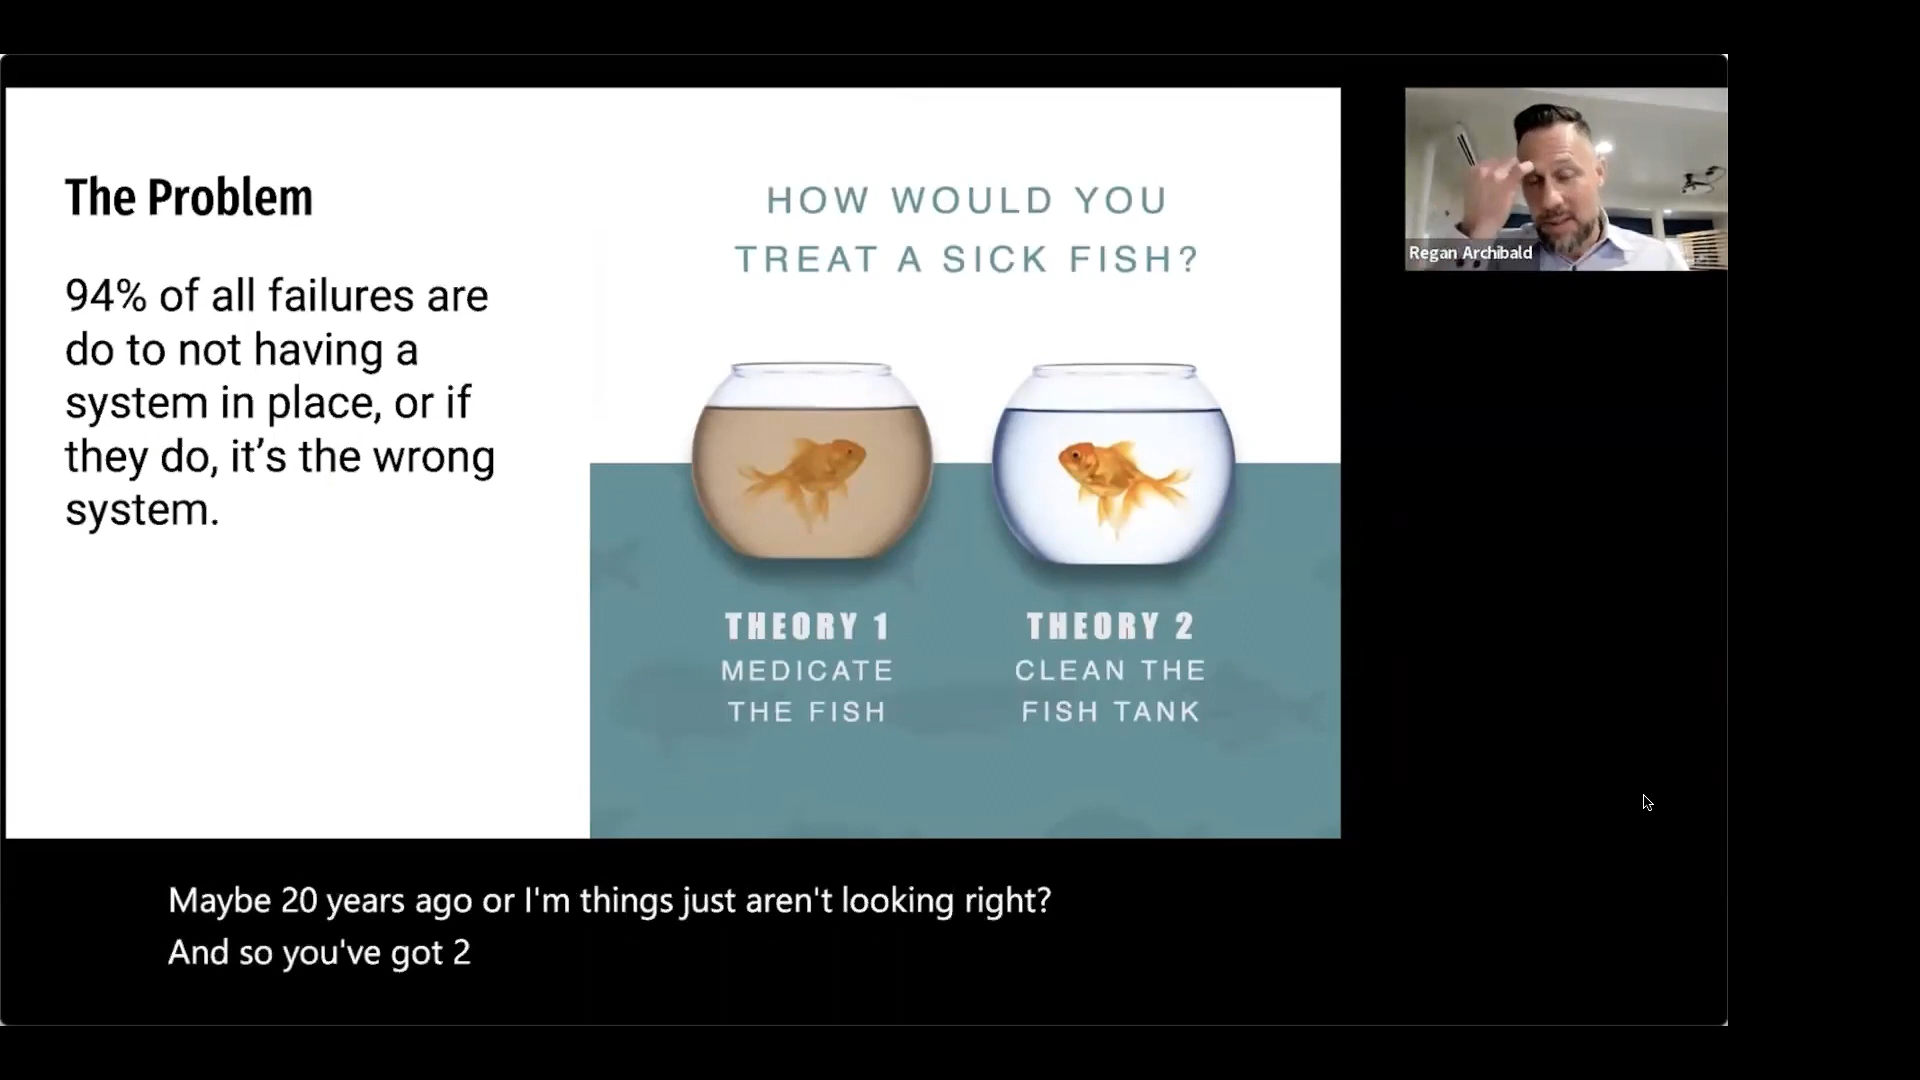 The Problem
94% of all failures are
do to not having a
system in place, or if
they do, it’s the wrong
system.
HOW WOULD YOU
TREAT A SICK FISH?
THEORY 1
MEDICATE
THE FISH
THEORY 2
CLEAN THE
FISH TANK
Regan Archibald
Maybe 20 years ago or I'm things just aren't looking right?
And so you've got 2